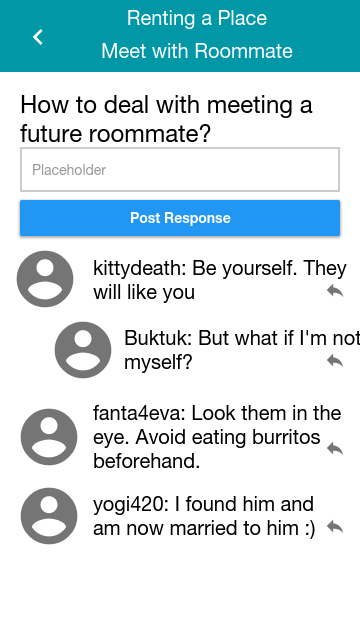 Renting a Place
Meet with Roommate
How to deal with meeting a
future roommate?
Placeholder
Post Response
kittydeath: Be yourself. They
will like you
Buktuk: But what if I'm not
myself?
fanta4eva: Look them in the
eye. Avoid eating burritos
beforehand.
yogi420: I found him and
am now married to him :)